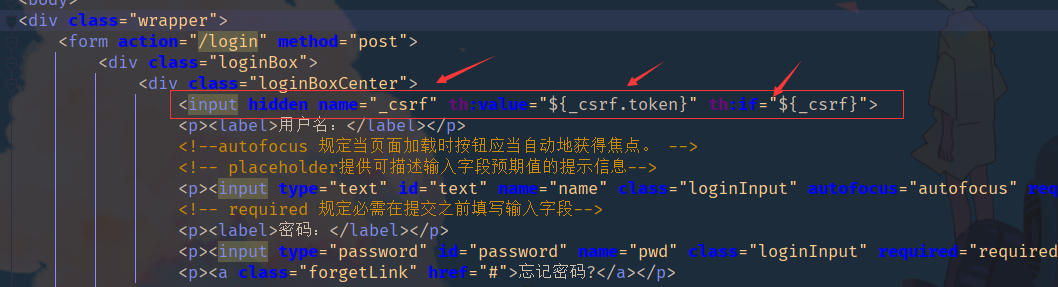 <body>
<div class="wrapper">
<form action="/login" method="post">
<div class="loginBox">
<div class="loginBoxCenter">
<input hidden name="_csrf" th:value="${_csrf.token}" th:if="${_csrf}">
<p><label>用户名：</label></p>
<!--autofocus 规定当页面加载时按钮应当自动地获得焦点。 -->
<!-- placeholder提供可描述输入字段预期值的提示信息-->
<p><input type="text" id="text" name="name" class="loginInput" autofocus="autofocus" req
<!-- required 规定必需在提交之前填写输入字段-->
<p><label>密码：</label></p>
<p><input type="password" id="password" name="pwd" class="loginInput" required="required
<p><a class="forgetLink" href="#">忘记密码?</a></p>